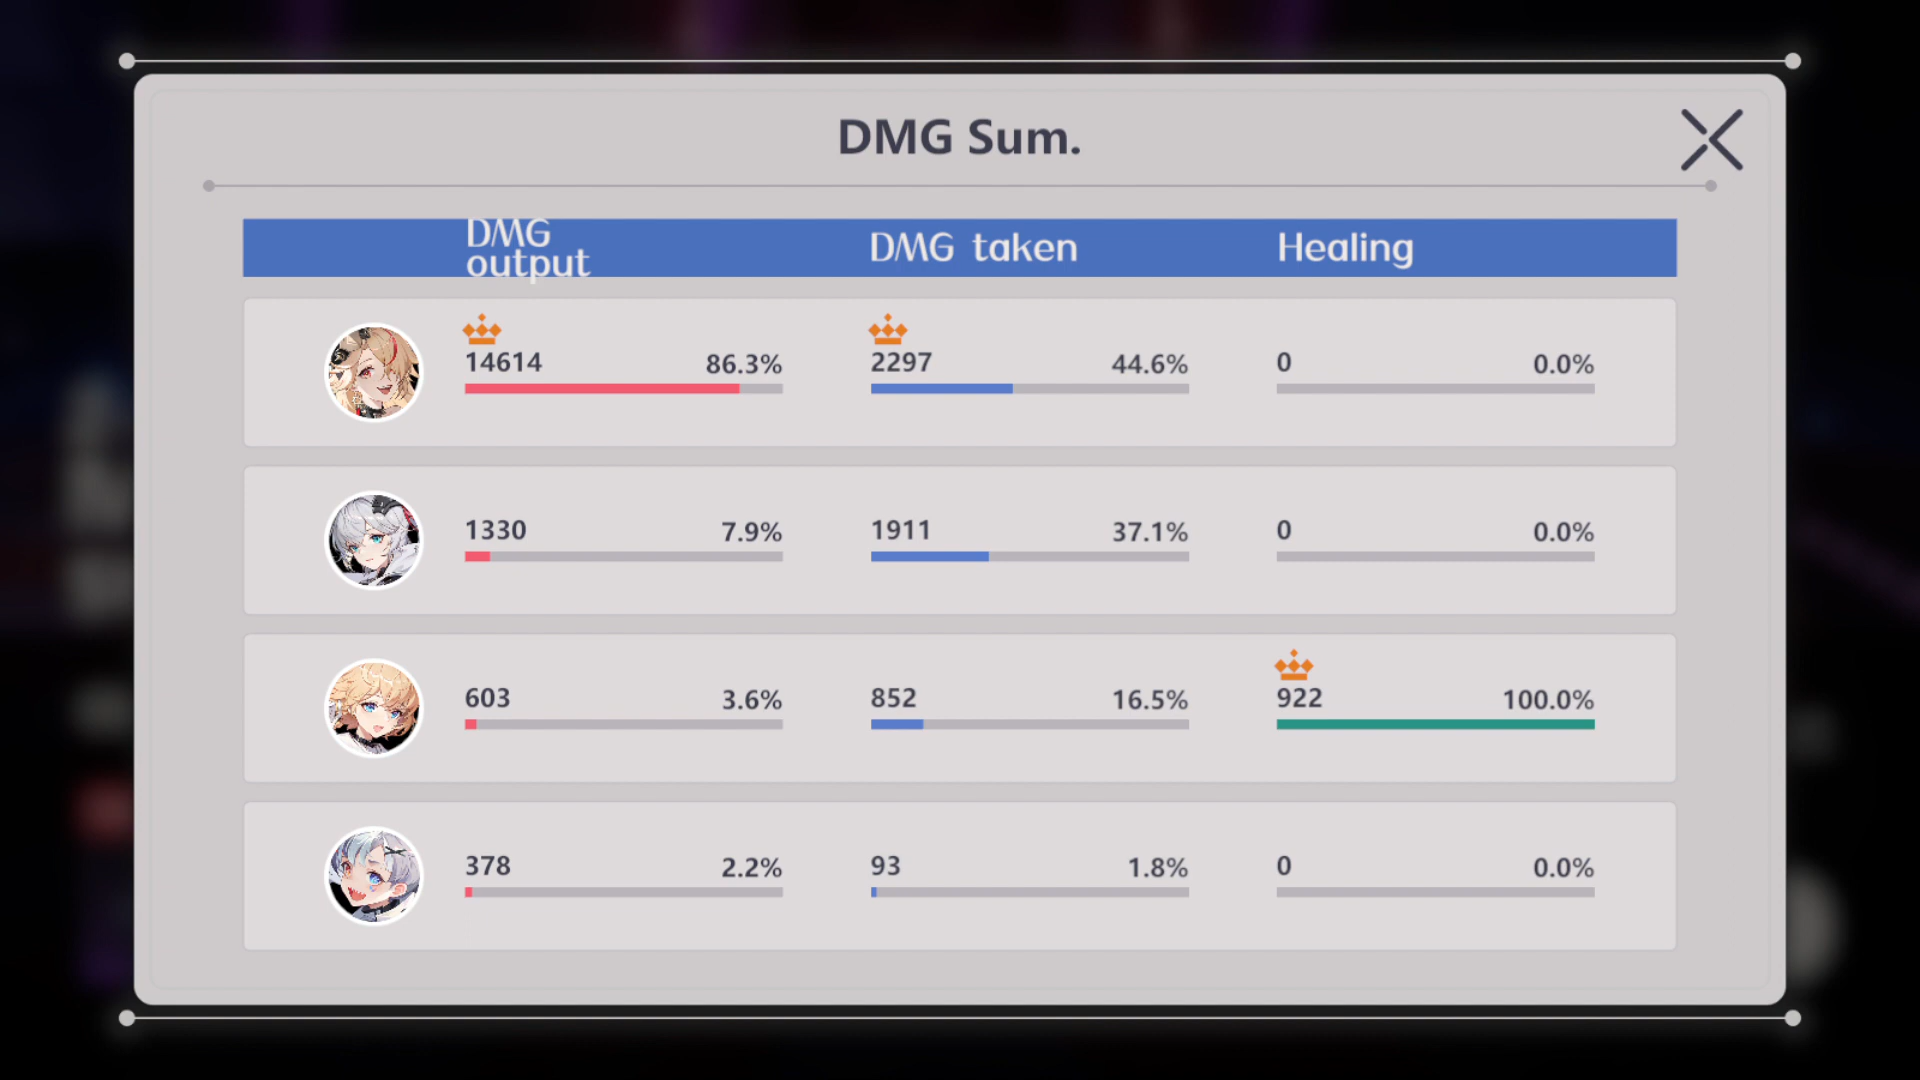 DMG Sum.
DMG
output
DMG taken
Healing
14614 86.3%
2297 44.6%
0 0.0%
1330 7.9%
1911 37.1%
0 0.0%
603 3.6%
852 16.5%
922 100.0%
378 2.2%
93 1.8%
0 0.0%